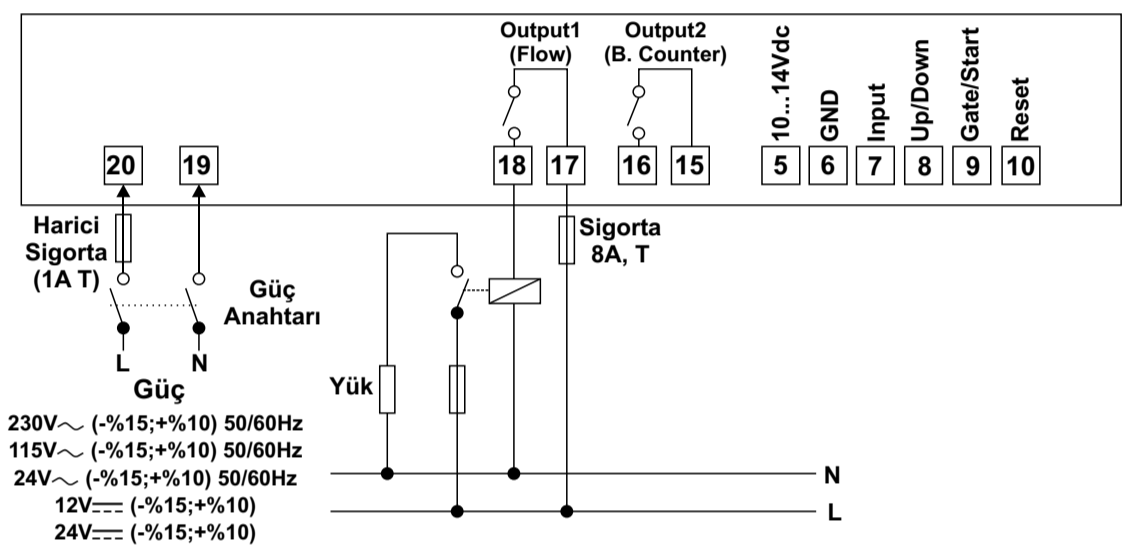 Output1
(Flow)
Output2
(B. Counter)
10...14Vdc
GND
Input
Up/Down
Gate/Start
Reset
20
19
18
17
16
15
5
6
7
8
9
10
Harici
Sigorta
(1A T)
Sigorta
8A, T
Güç
Anahtarı
L
N
Güç
Yük
230V～ (-%15;+%10) 50/60Hz
115V～ (-%15;+%10) 50/60Hz
24V～ (-%15;+%10) 50/60Hz
12V⎓ (-%15;+%10)
24V⎓ (-%15;+%10)
N
L